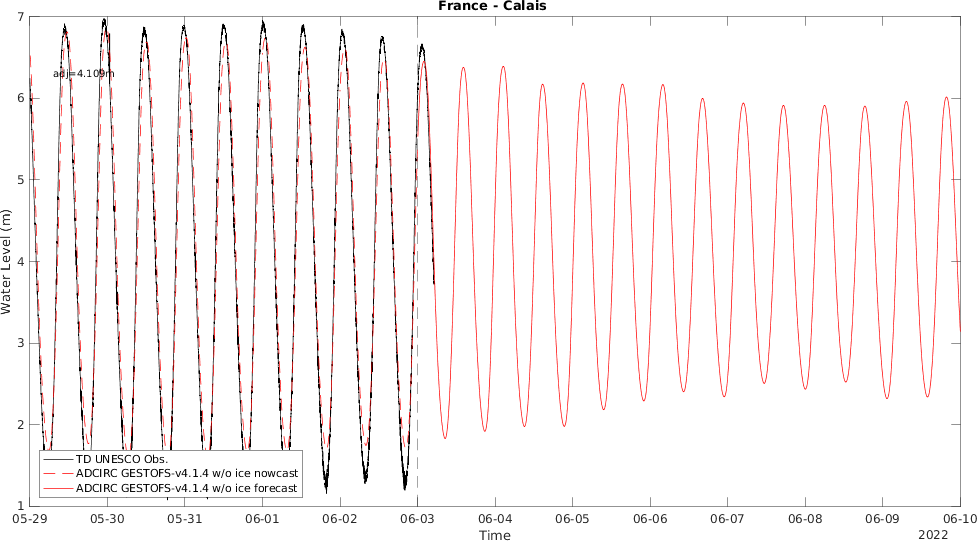 France - Calais
7
adj=4.109m
6
5
4
3
2
1
Water Level (m)
TD UNESCO Obs.
ADCIRC GESTOFS-v4.1.4 w/o ice nowcast
ADCIRC GESTOFS-v4.1.4 w/o ice forecast
05-29 05-30 05-31 06-01 06-02 06-03 06-04 06-05 06-06 06-07 06-08 06-09 06-10
Time
2022